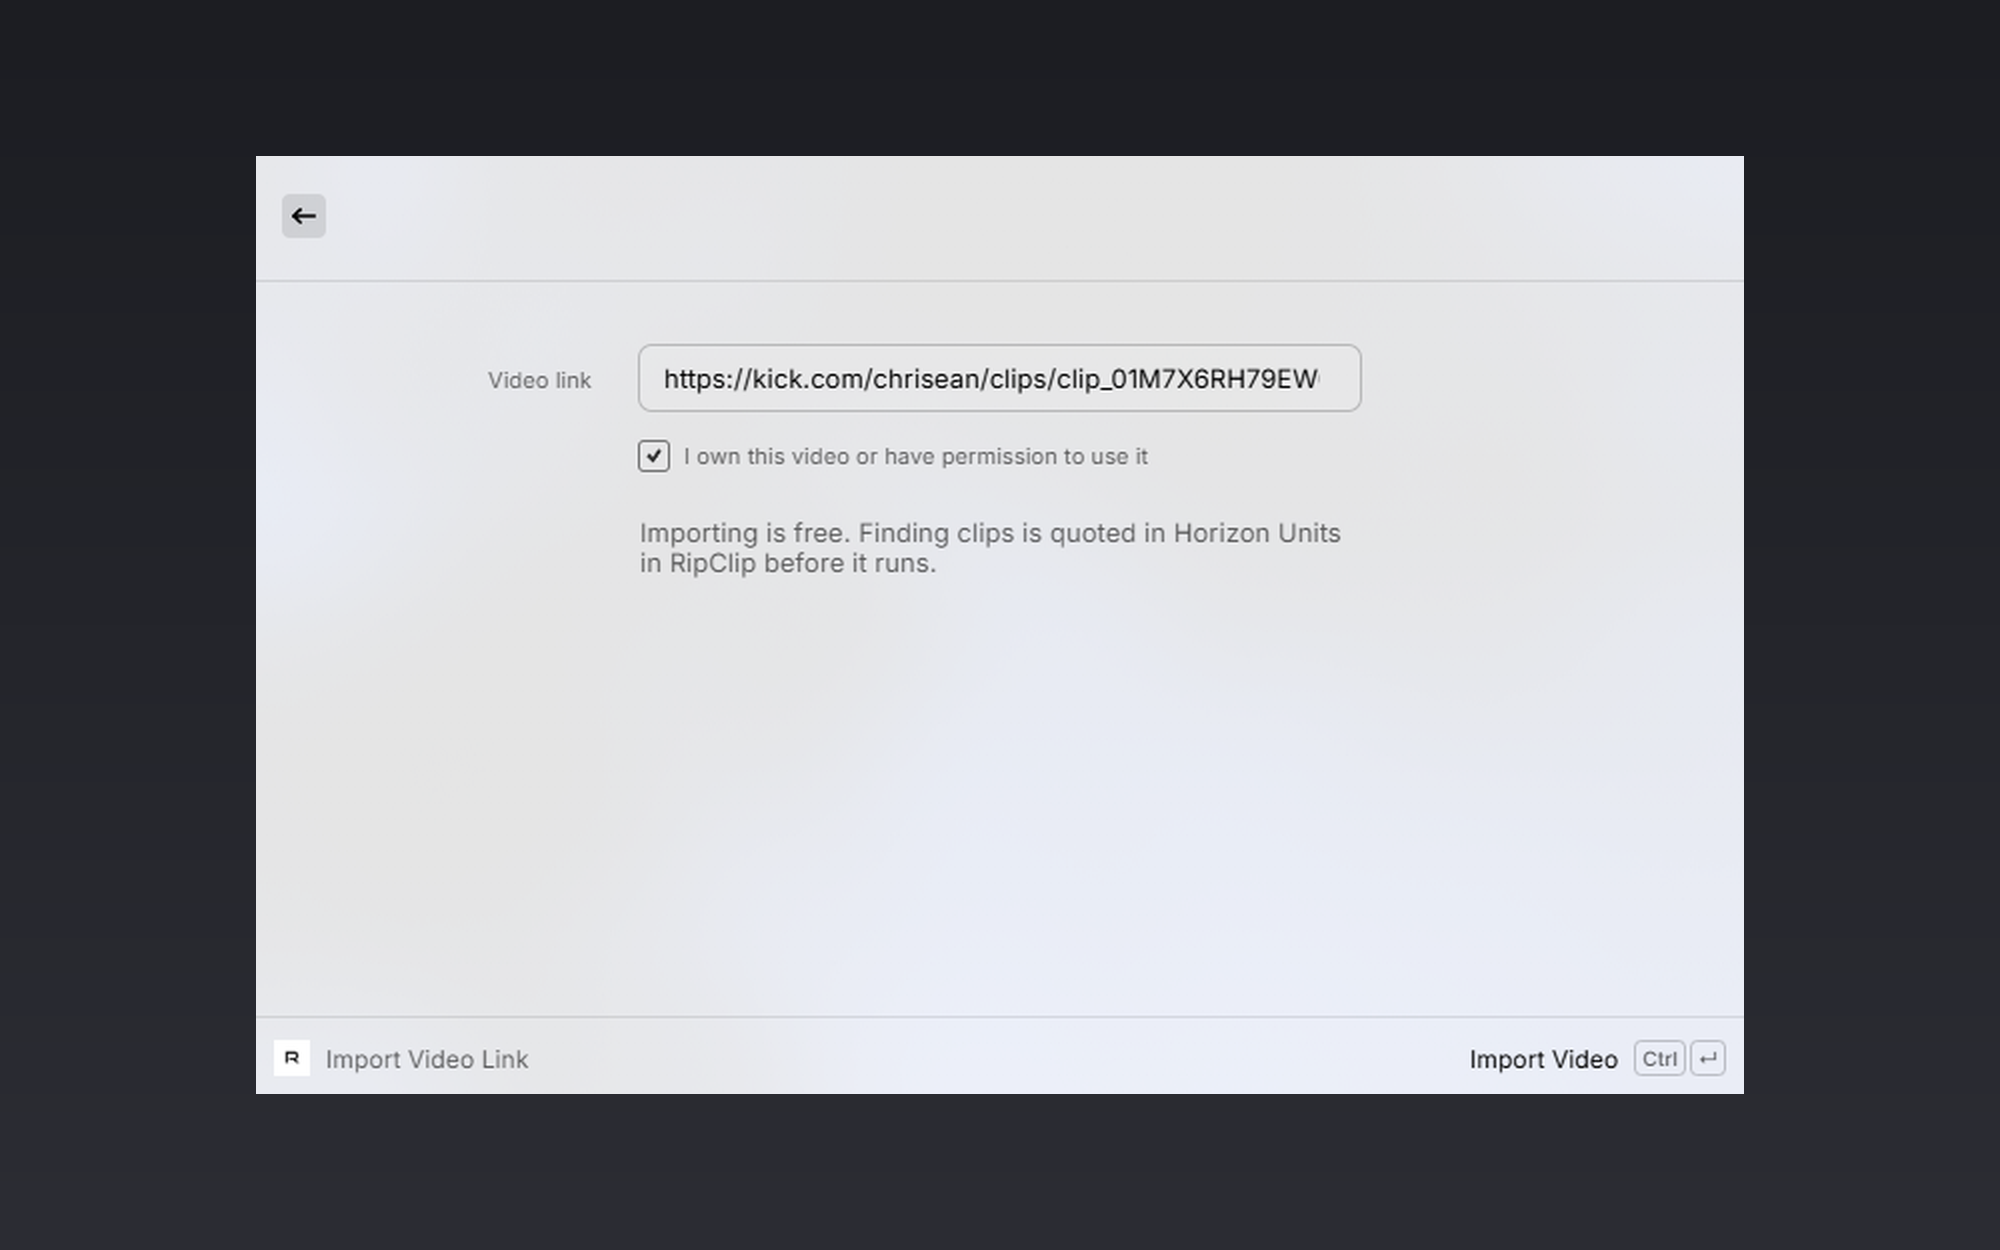 Video link
https://kick.com/chrisean/clips/clip_01M7X6RH79EW
I own this video or have permission to use it
Importing is free. Finding clips is quoted in Horizon Units
in RipClip before it runs.
R
Import Video Link
Import Video Ctrl ↵